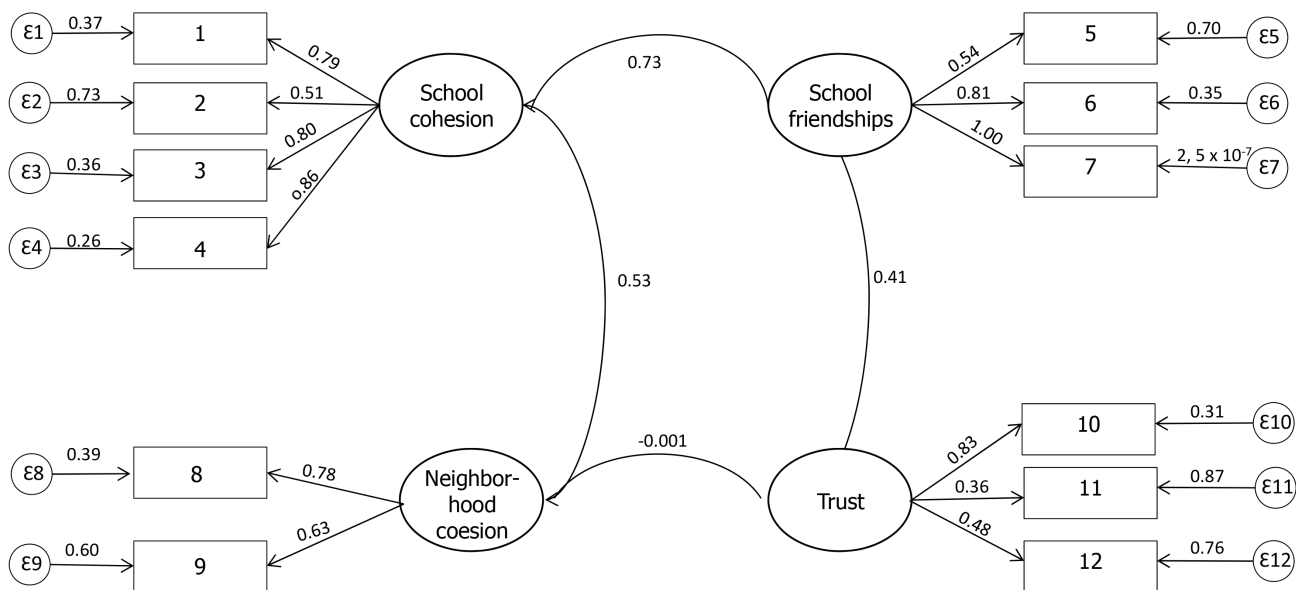 ε1
0.37
1
0.79
ε2
0.73
2
0.51
ε3
0.36
3
0.80
ε4
0.26
4
o.86
School
cohesion
0.73
School
friendships
0.54
5
0.70
ε5
0.81
6
0.35
ε6
1.00
7
2, 5 x 10⁻⁷
ε7
0.53
0.41
ε8
0.39
8
0.78
ε9
0.60
9
0.63
Neighbor-
hood
coesion
-0.001
Trust
0.83
10
0.31
ε10
0.36
11
0.87
ε11
0.48
12
0.76
ε12